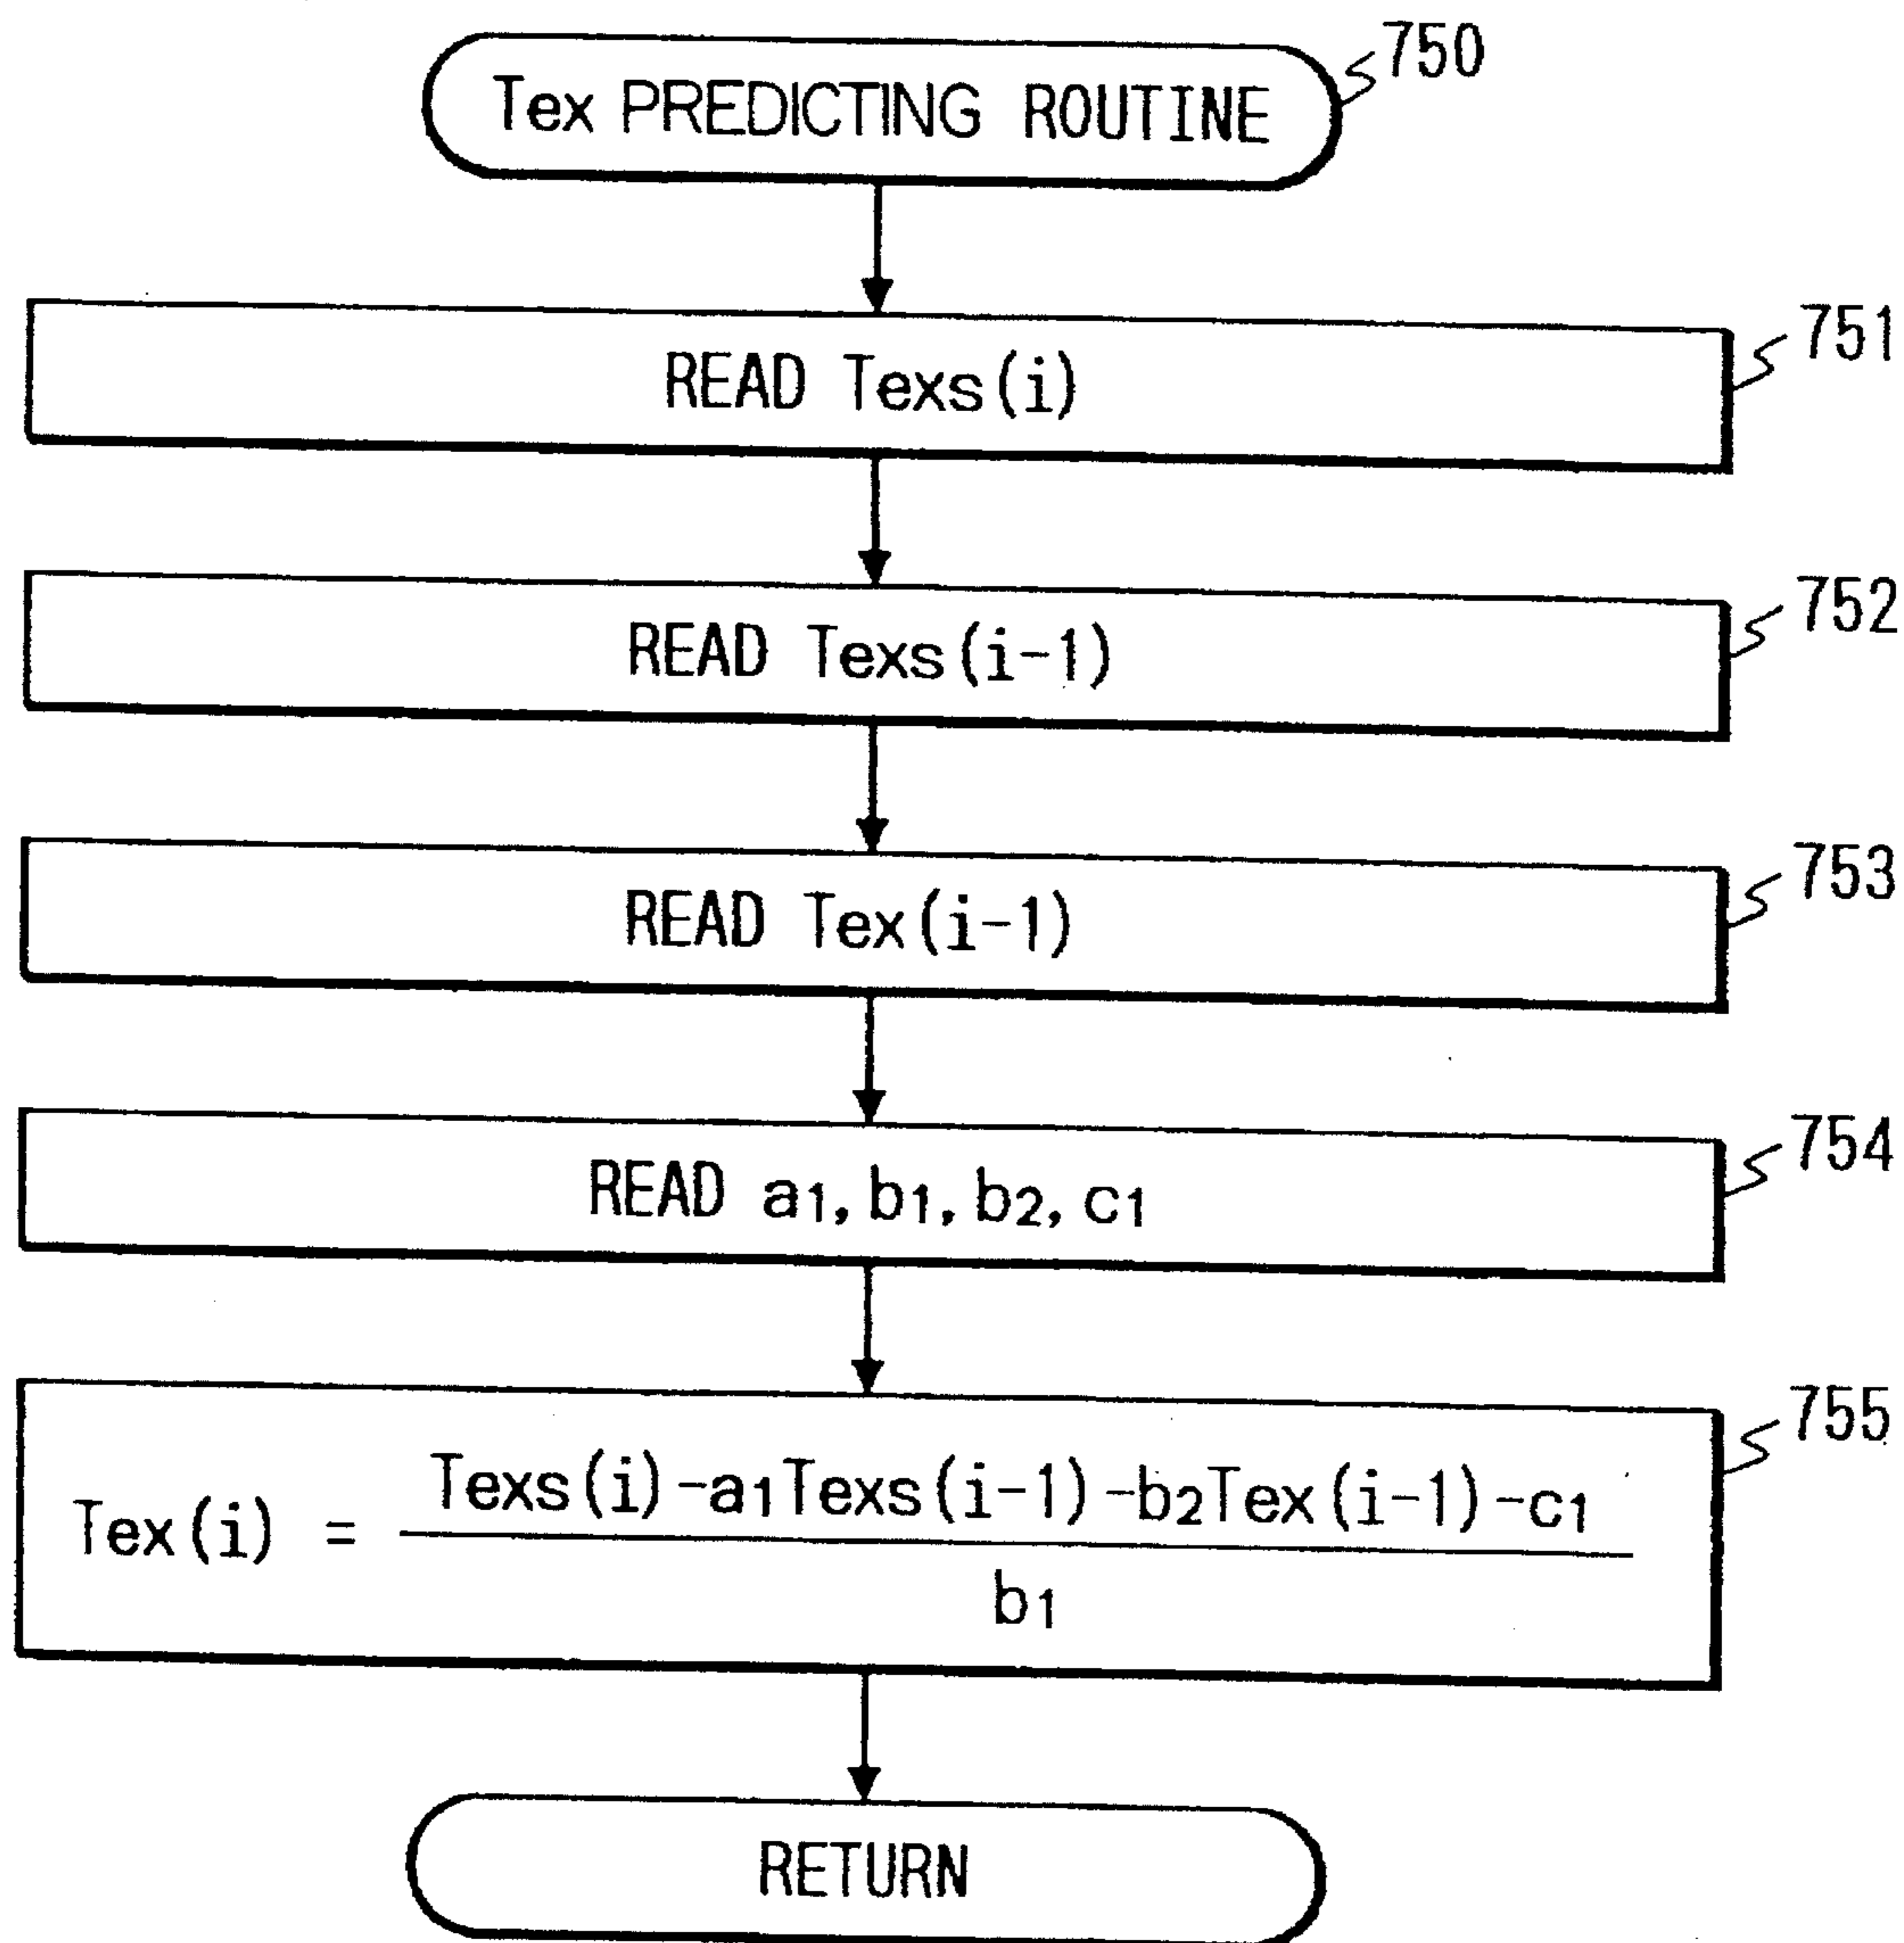 Tex PREDICTING ROUTINE 750
READ Texs(i) 751
READ Texs(i-1) 752
READ Tex(i-1) 753
READ a1, b1, b2, c1 754
755
Texs(i)-a1Texs(i-1)-b2Tex(i-1)-c1
Tex(i) =
b1
RETURN